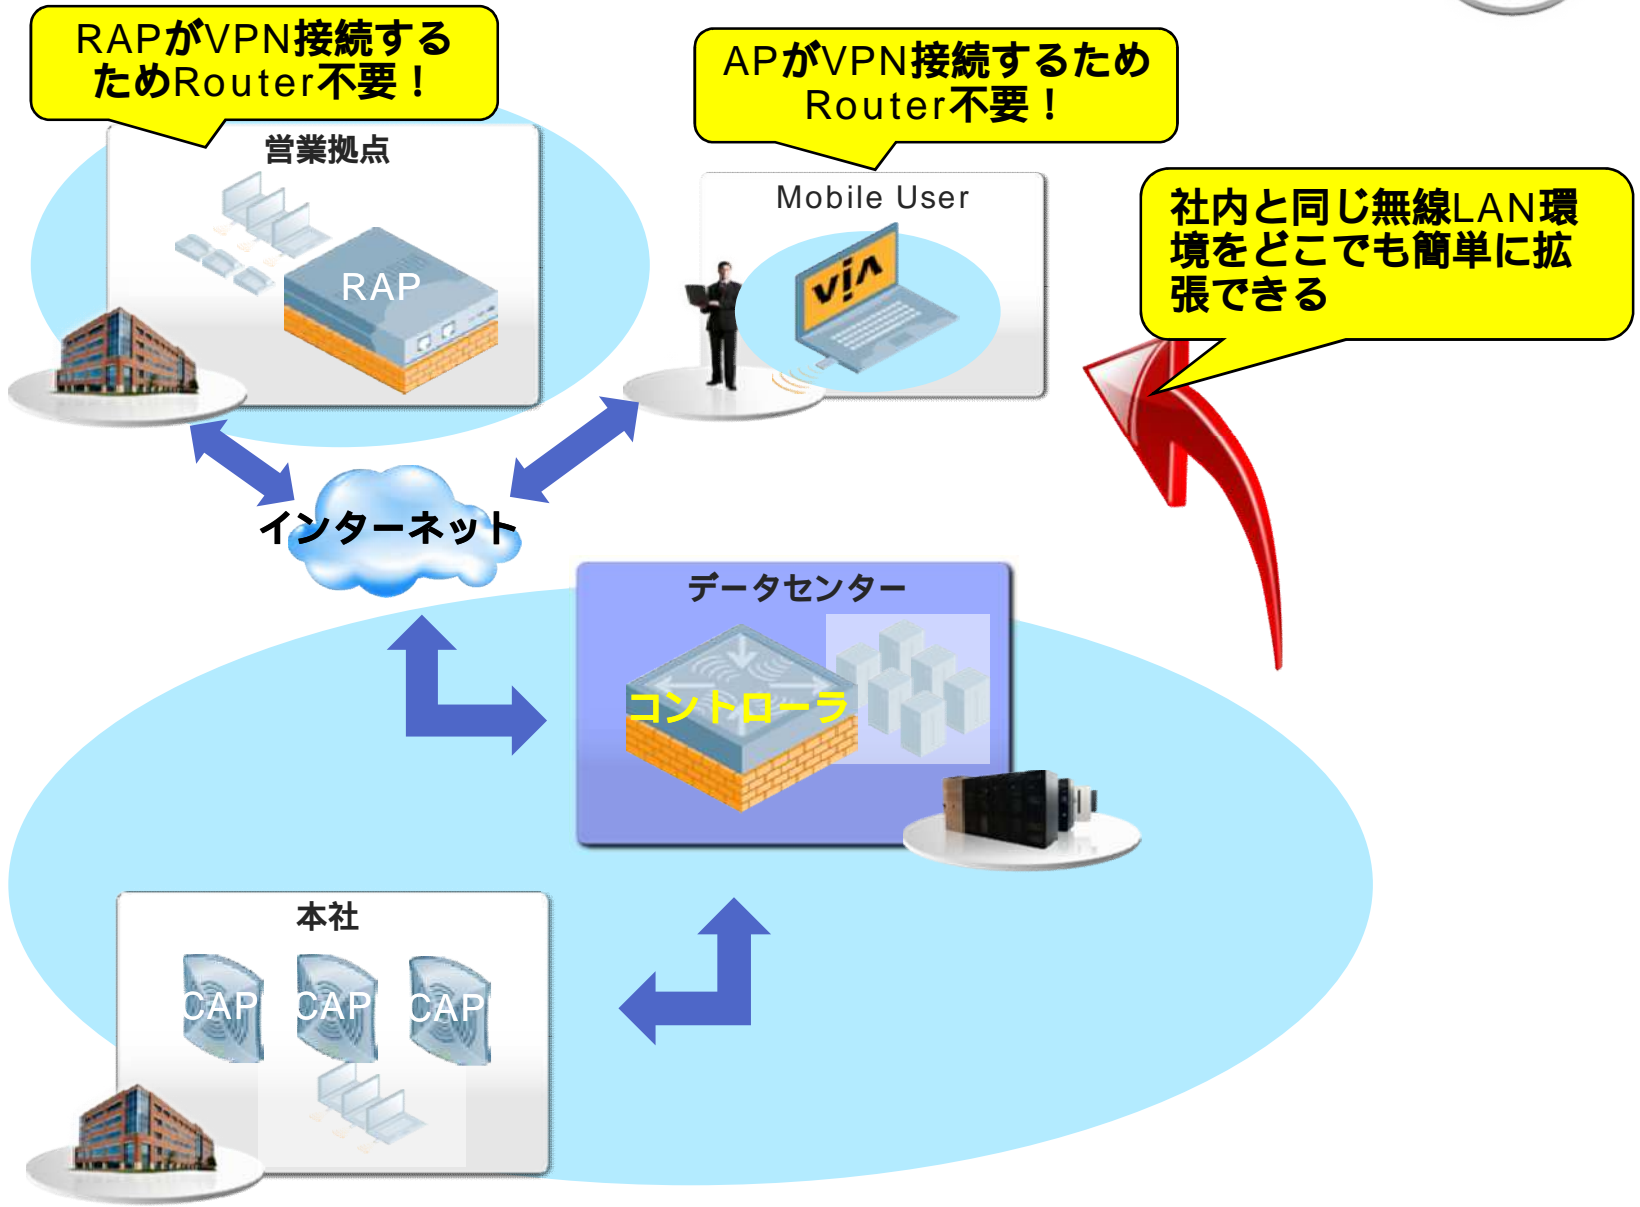 RAPがVPN接続する
ためRouter不要！
APがVPN接続するため
Router不要！
営業拠点
Mobile User
社内と同じ無線LAN環
境をどこでも簡単に拡
張できる
RAP
VIA
インターネット
データセンター
コントローラ
本社
CAP CAP CAP